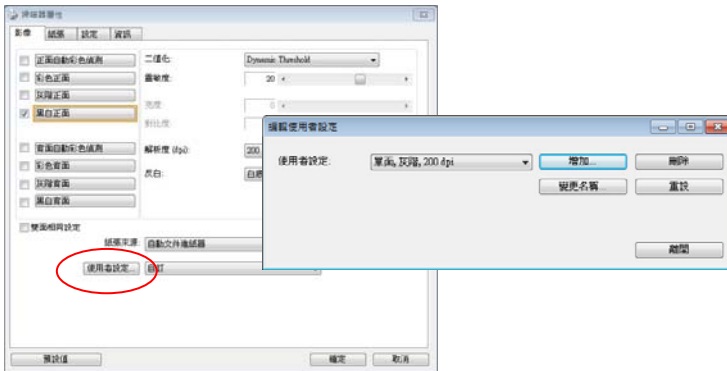 掃瞄器屬性
影像 紙張 設定 資訊
正面自動彩色偵測
彩色正面
灰階正面
黑白正面
背面自動彩色偵測
彩色背面
灰階背面
黑白背面
二值化: Dynamic Threshold
靈敏度: 20
亮度: 0
對比度:
解析度 (dpi): 200
反白:
雙面相同設定
紙張來源: 自動文件進紙器
使用者設定... 自訂
預設值 確定 取消
編輯使用者設定
使用者設定: 單面, 灰階, 200 dpi 增加... 刪除
變更名稱... 重設
離開